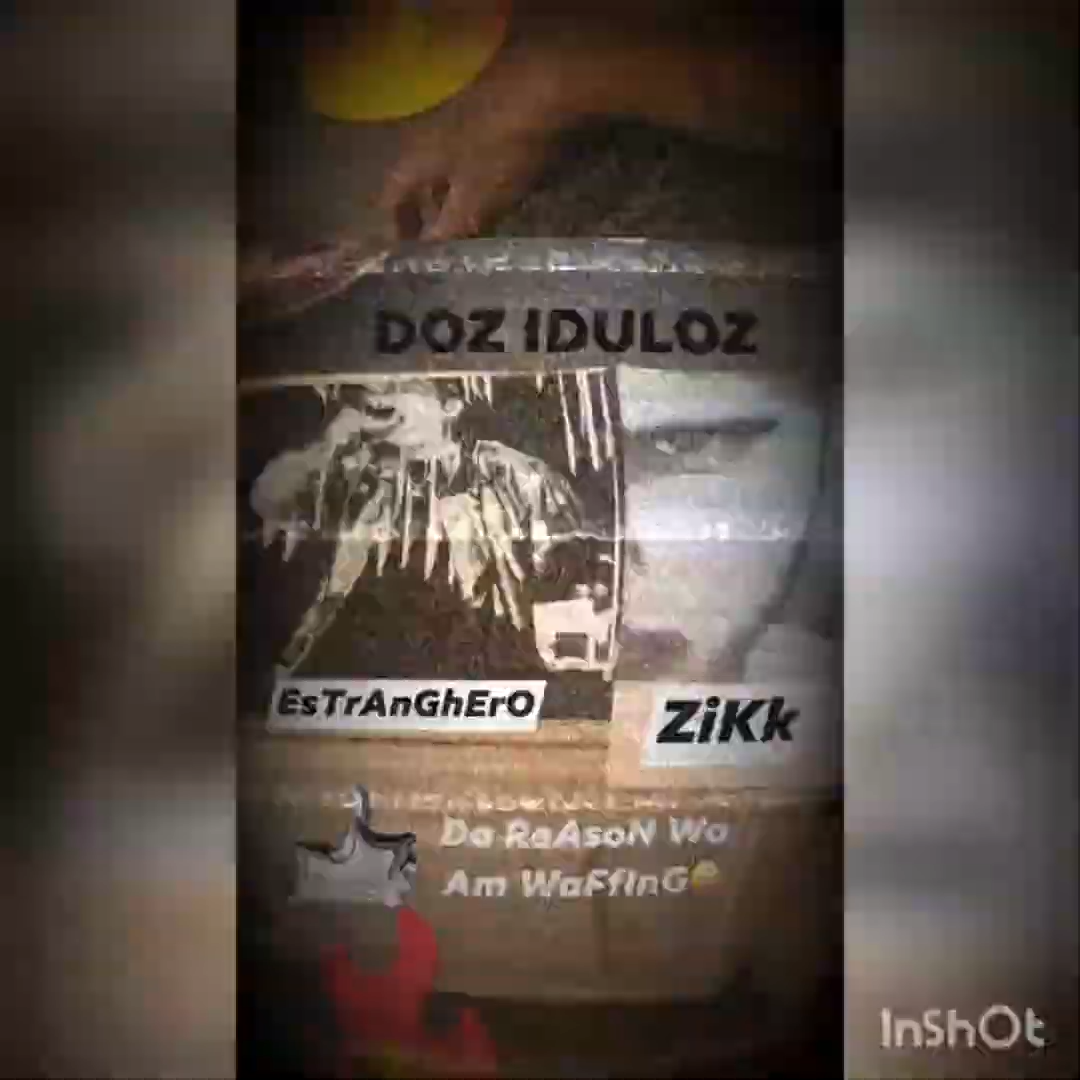 DOZ IDULOZ
EsTrAnGhErO
ZiKk
Da RaAsoN Wa
Am WaFfInG
InShOt